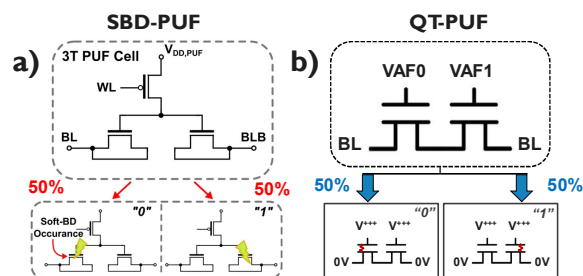 SBD-PUF
QT-PUF
a)
3T PUF Cell
VDD,PUF
WL
BL
BLB
50%
50%
"0"
"1"
Soft-BD
Occurance
b)
VAF0
VAF1
BL
BL
50%
50%
"0"
"1"
V+++
V+++
V+++
V+++
0V
0V
0V
0V